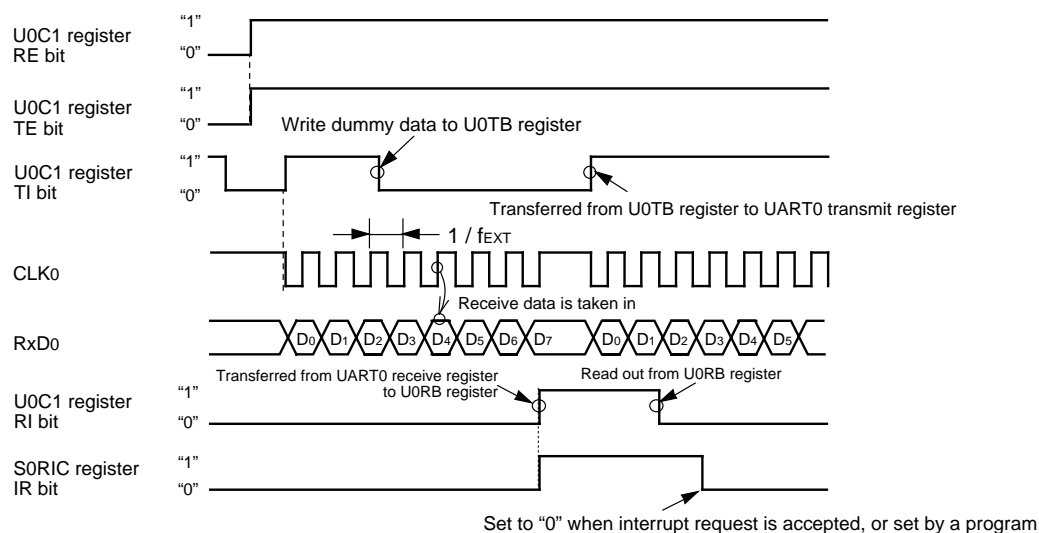 U0C1 register
RE bit
“1”
“0”
U0C1 register
TE bit
“1”
“0”
Write dummy data to U0TB register
U0C1 register
TI bit
“1”
“0”
Transferred from U0TB register to UART0 transmit register
1 / fEXT
CLK0
Receive data is taken in
RxD0
D0 D1 D2 D3 D4 D5 D6 D7 D0 D1 D2 D3 D4 D5
Transferred from UART0 receive register
to U0RB register
Read out from U0RB register
U0C1 register
RI bit
“1”
“0”
S0RIC register
IR bit
“1”
“0”
Set to “0” when interrupt request is accepted, or set by a program